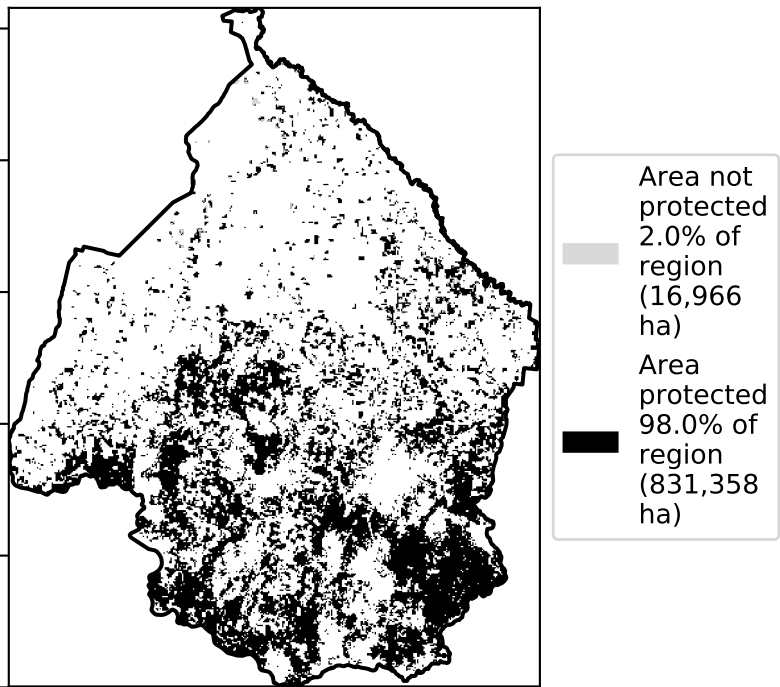 Area not
protected
2.0% of
region
(16,966
ha)
Area
protected
98.0% of
region
(831,358
ha)